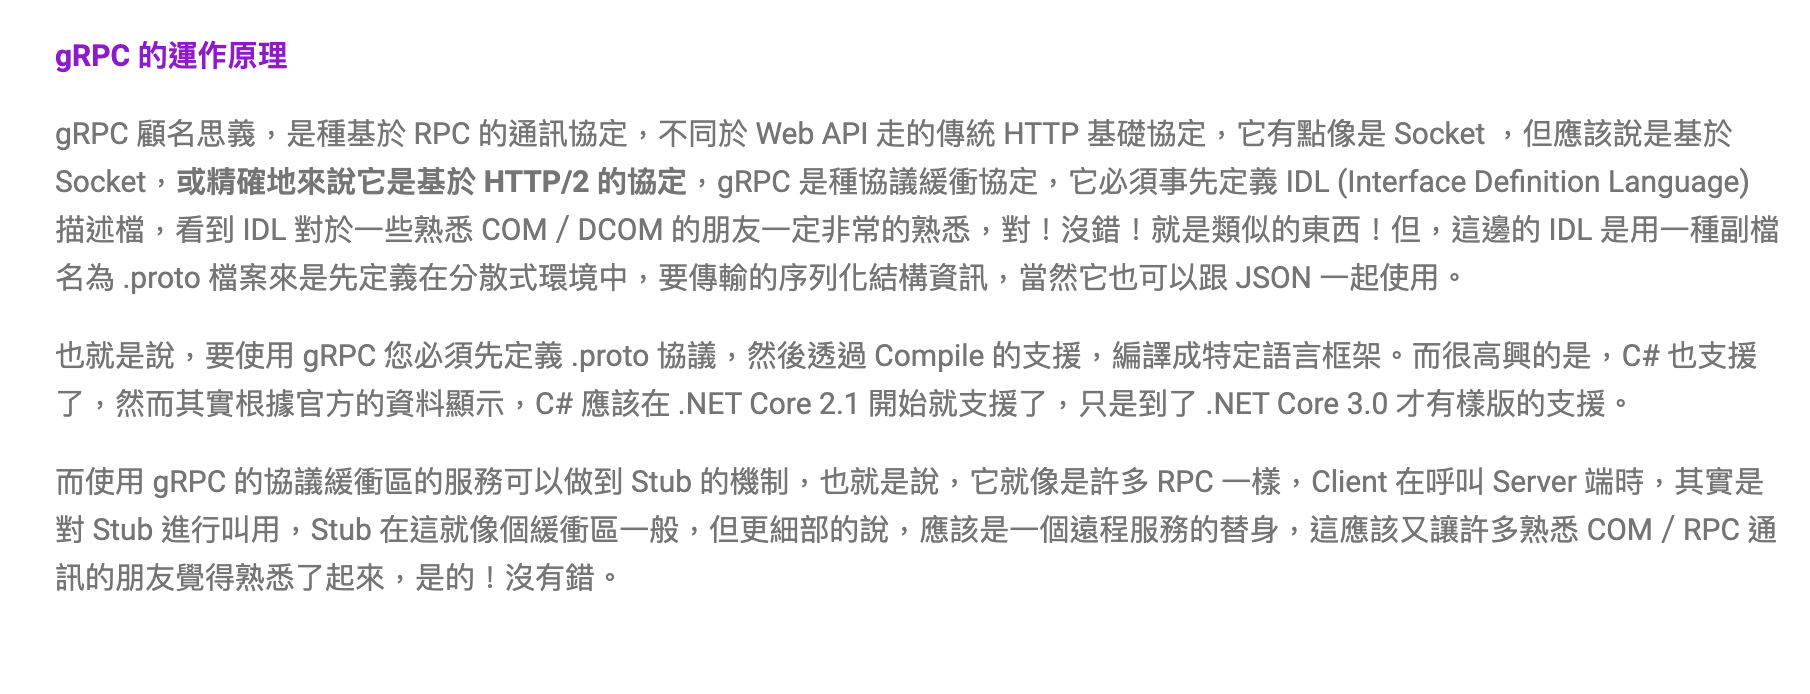 gRPC 的運作原理
gRPC 顧名思義，是種基於 RPC 的通訊協定，不同於 Web API 走的傳統 HTTP 基礎協定，它有點像是 Socket ，但應該說是基於
Socket，或精確地來說它是基於 HTTP/2 的協定，gRPC 是種協議緩衝協定，它必須事先定義 IDL (Interface Definition Language)
描述檔，看到 IDL 對於一些熟悉 COM / DCOM 的朋友一定非常的熟悉，對！沒錯！就是類似的東西！但，這邊的 IDL 是用一種副檔
名為 .proto 檔案來是先定義在分散式環境中，要傳輸的序列化結構資訊，當然它也可以跟 JSON 一起使用。
也就是說，要使用 gRPC 您必須先定義 .proto 協議，然後透過 Compile 的支援，編譯成特定語言框架。而很高興的是，C# 也支援
了，然而其實根據官方的資料顯示，C# 應該在 .NET Core 2.1 開始就支援了，只是到了 .NET Core 3.0 才有樣版的支援。
而使用 gRPC 的協議緩衝區的服務可以做到 Stub 的機制，也就是說，它就像是許多 RPC 一樣，Client 在呼叫 Server 端時，其實是
對 Stub 進行叫用，Stub 在這就像個緩衝區一般，但更細部的說，應該是一個遠程服務的替身，這應該又讓許多熟悉 COM / RPC 通
訊的朋友覺得熟悉了起來，是的！沒有錯。